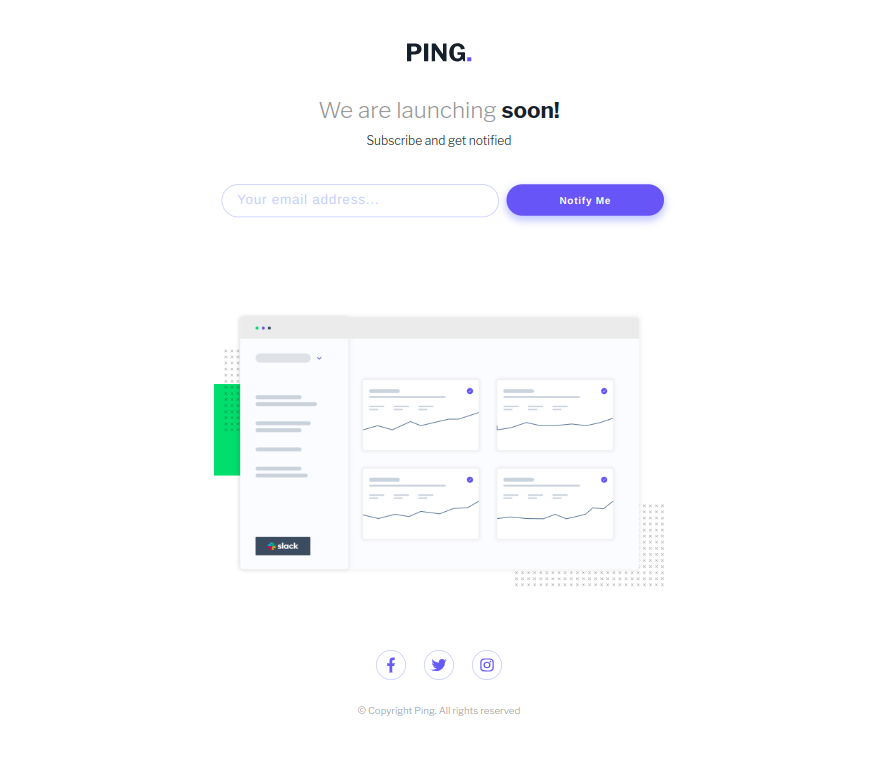 PING.
We are launching soon!
Subscribe and get notified
Your email address...
Notify Me
slack
© Copyright Ping. All rights reserved